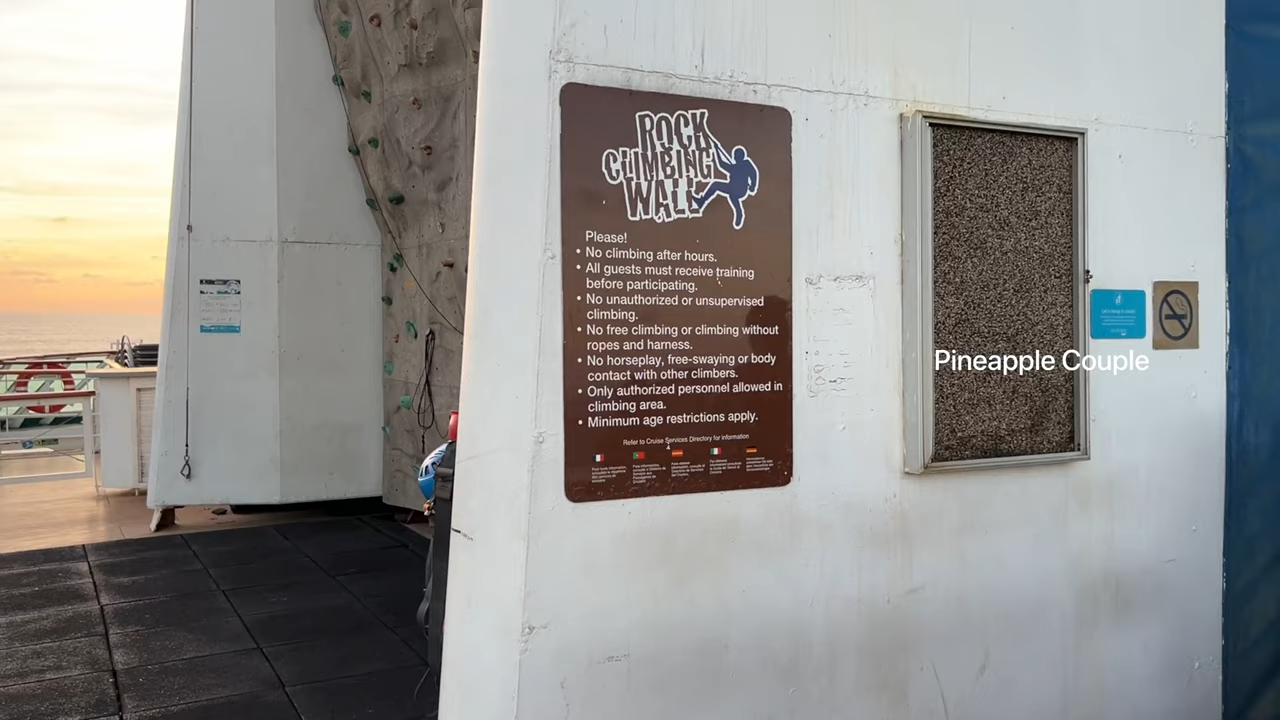 ROCK
CLIMBING
WALL
Please!
• No climbing after hours.
• All guests must receive training
before participating.
• No unauthorized or unsupervised
climbing.
• No free climbing or climbing without
ropes and harness.
• No horseplay, free-swaying or body
contact with other climbers.
• Only authorized personnel allowed in
climbing area.
• Minimum age restrictions apply.
Refer to Cruise Services Directory for information
Pineapple Couple